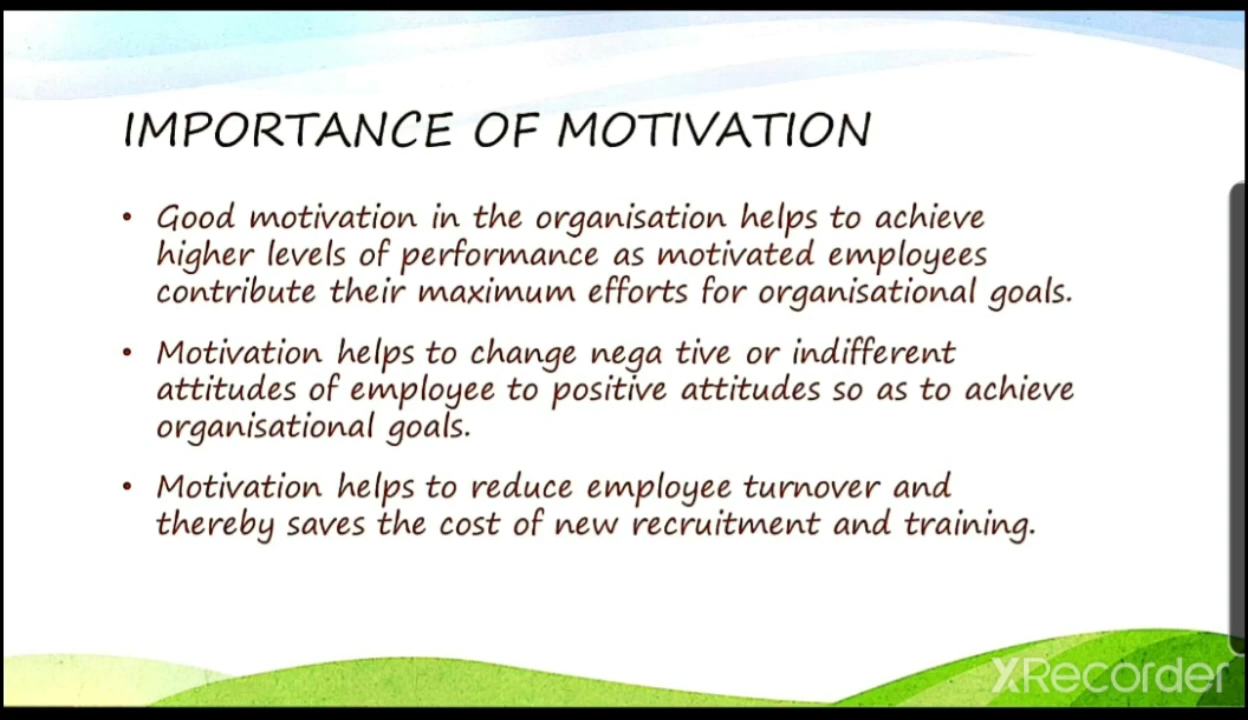 IMPORTANCE OF MOTIVATION
• Good motivation in the organisation helps to achieve
higher levels of performance as motivated employees
contribute their maximum efforts for organisational goals.
• Motivation helps to change nega tive or indifferent
attitudes of employee to positive attitudes so as to achieve
organisational goals.
• Motivation helps to reduce employee turnover and
thereby saves the cost of new recruitment and training.
XRecorder